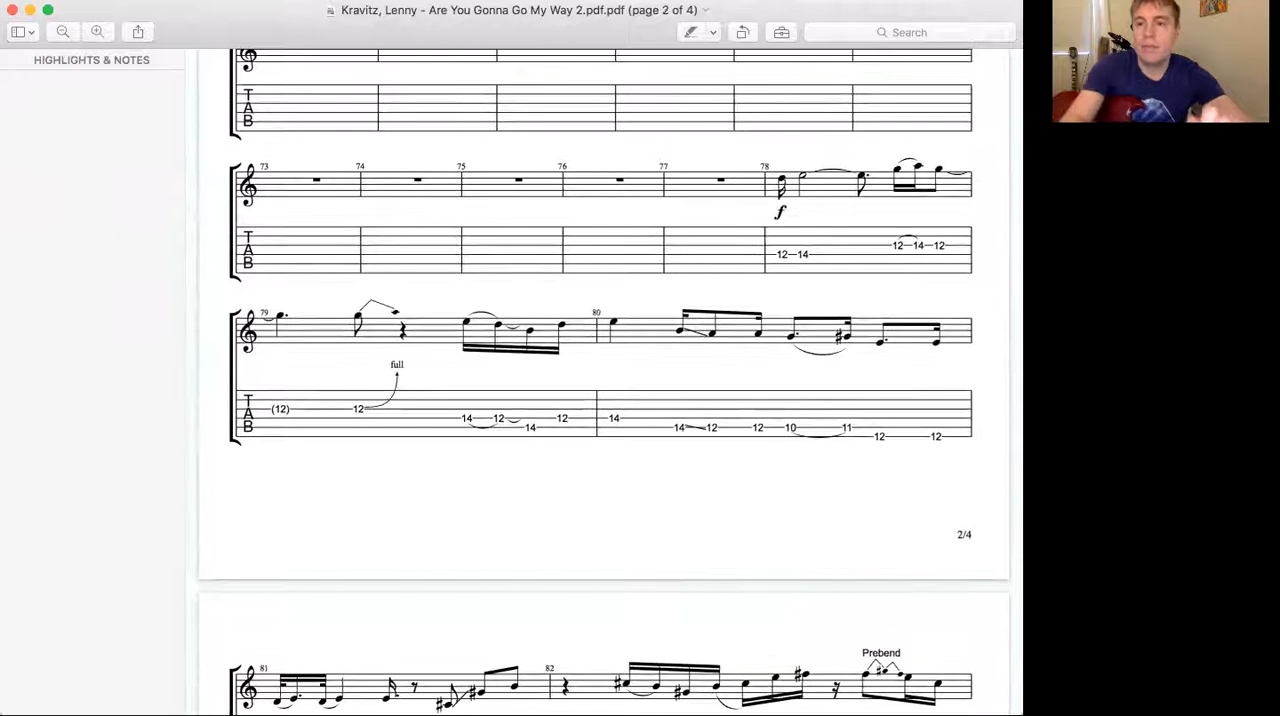 Kravitz, Lenny - Are You Gonna Go My Way 2.pdf.pdf (page 2 of 4)
Search
HIGHLIGHTS & NOTES
T
A
B
73 74 75 76 77 78
f
T
A
B
12 14 12 14 12
79 80
full
T
A
B
(12) 12 14 12 14 12 14 14 12 12 10 11 12 12
2/4
81 82
Prebend